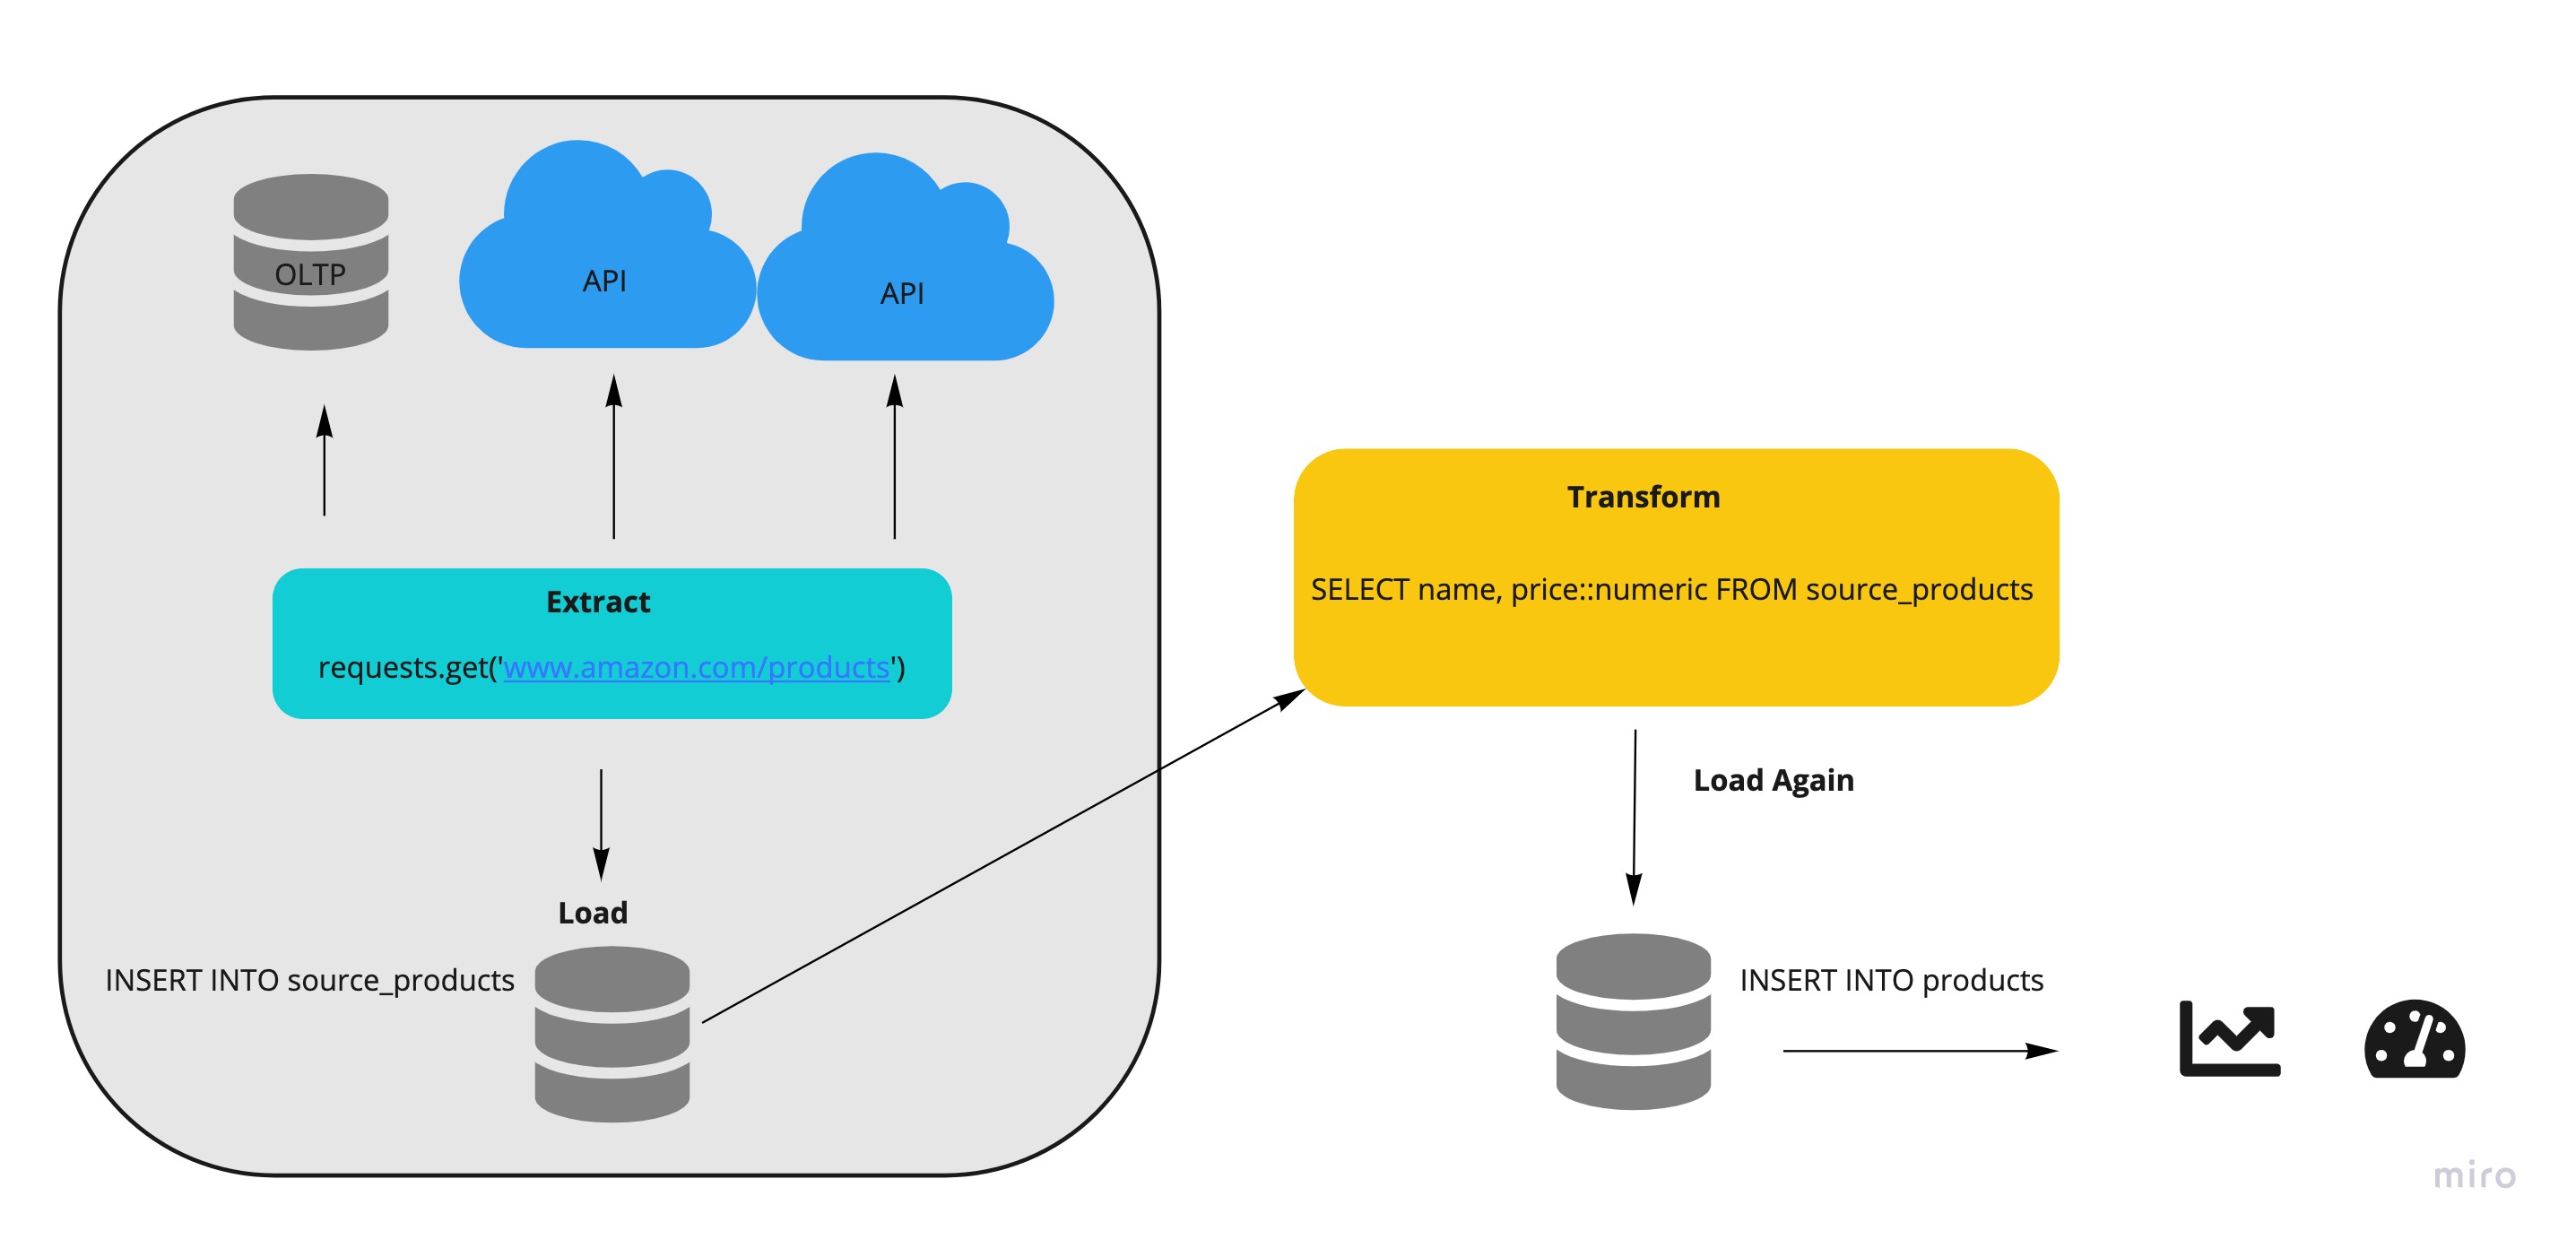 OLTP
API
API
Extract
requests.get('www.amazon.com/products')
Load
INSERT INTO source_products
Transform
SELECT name, price::numeric FROM source_products
Load Again
INSERT INTO products
miro